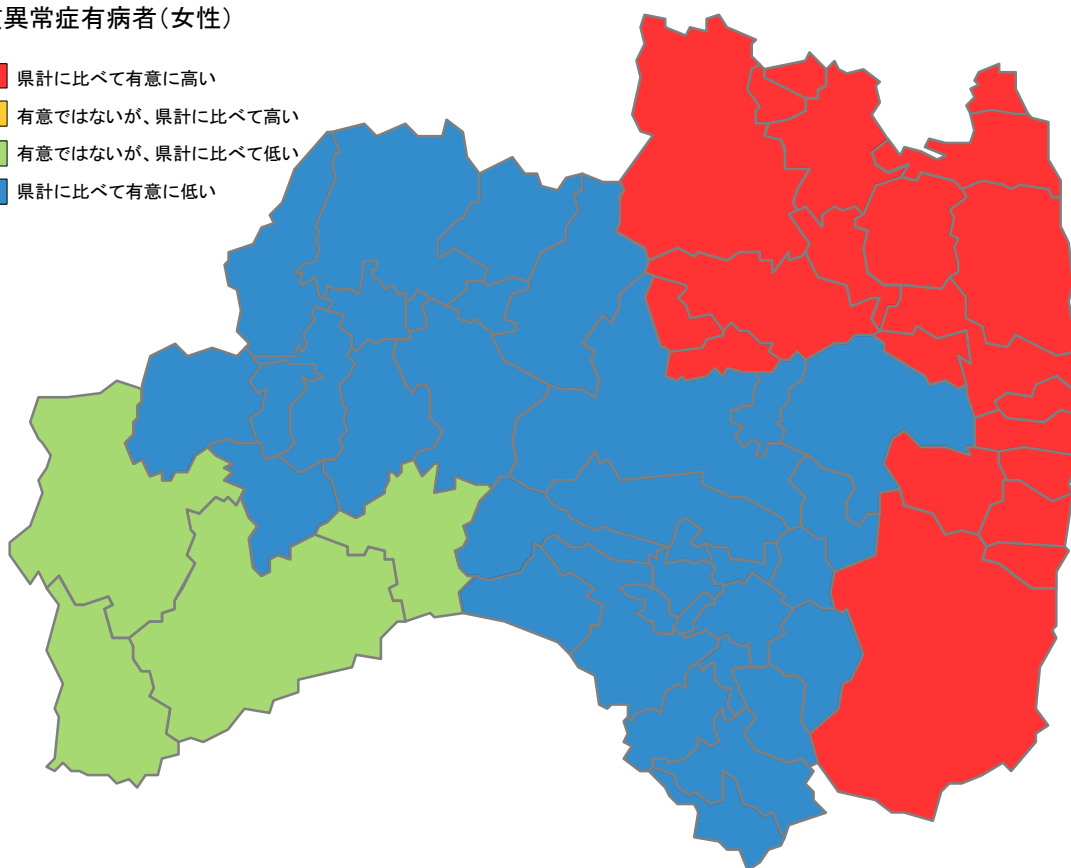 異常症有病者(女性)
県計に比べて有意に高い
有意ではないが、県計に比べて高い
有意ではないが、県計に比べて低い
県計に比べて有意に低い